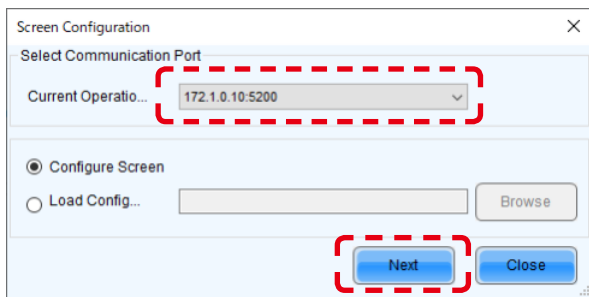 Screen Configuration
Select Communication Port
Current Operatio... 172.1.0.10:5200
Configure Screen
Load Config... Browse
Next Close